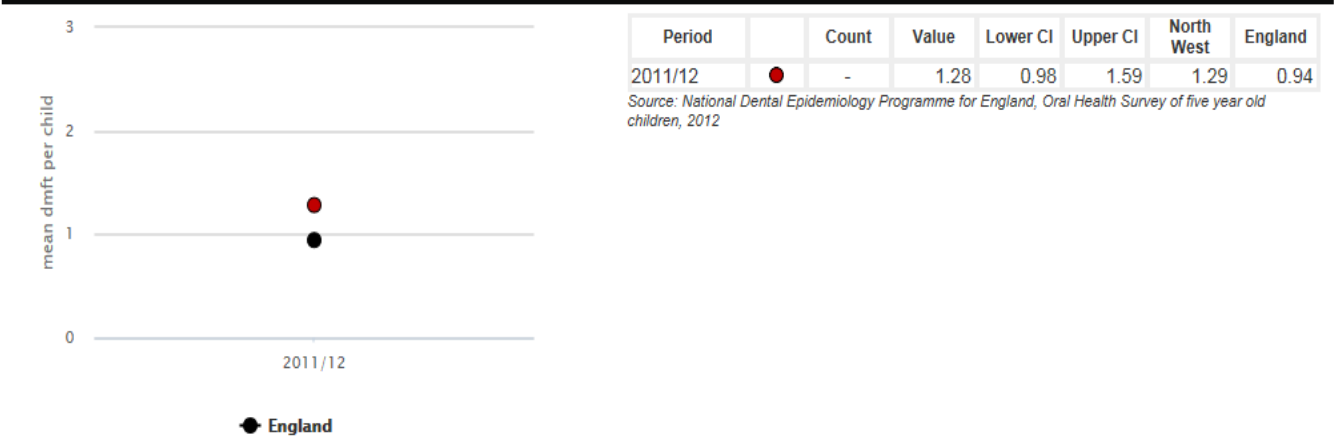 3
2
1
0
mean dmft per child
2011/12
England
Period Count Value Lower CI Upper CI North West England
2011/12 - 1.28 0.98 1.59 1.29 0.94
Source: National Dental Epidemiology Programme for England, Oral Health Survey of five year old
children, 2012